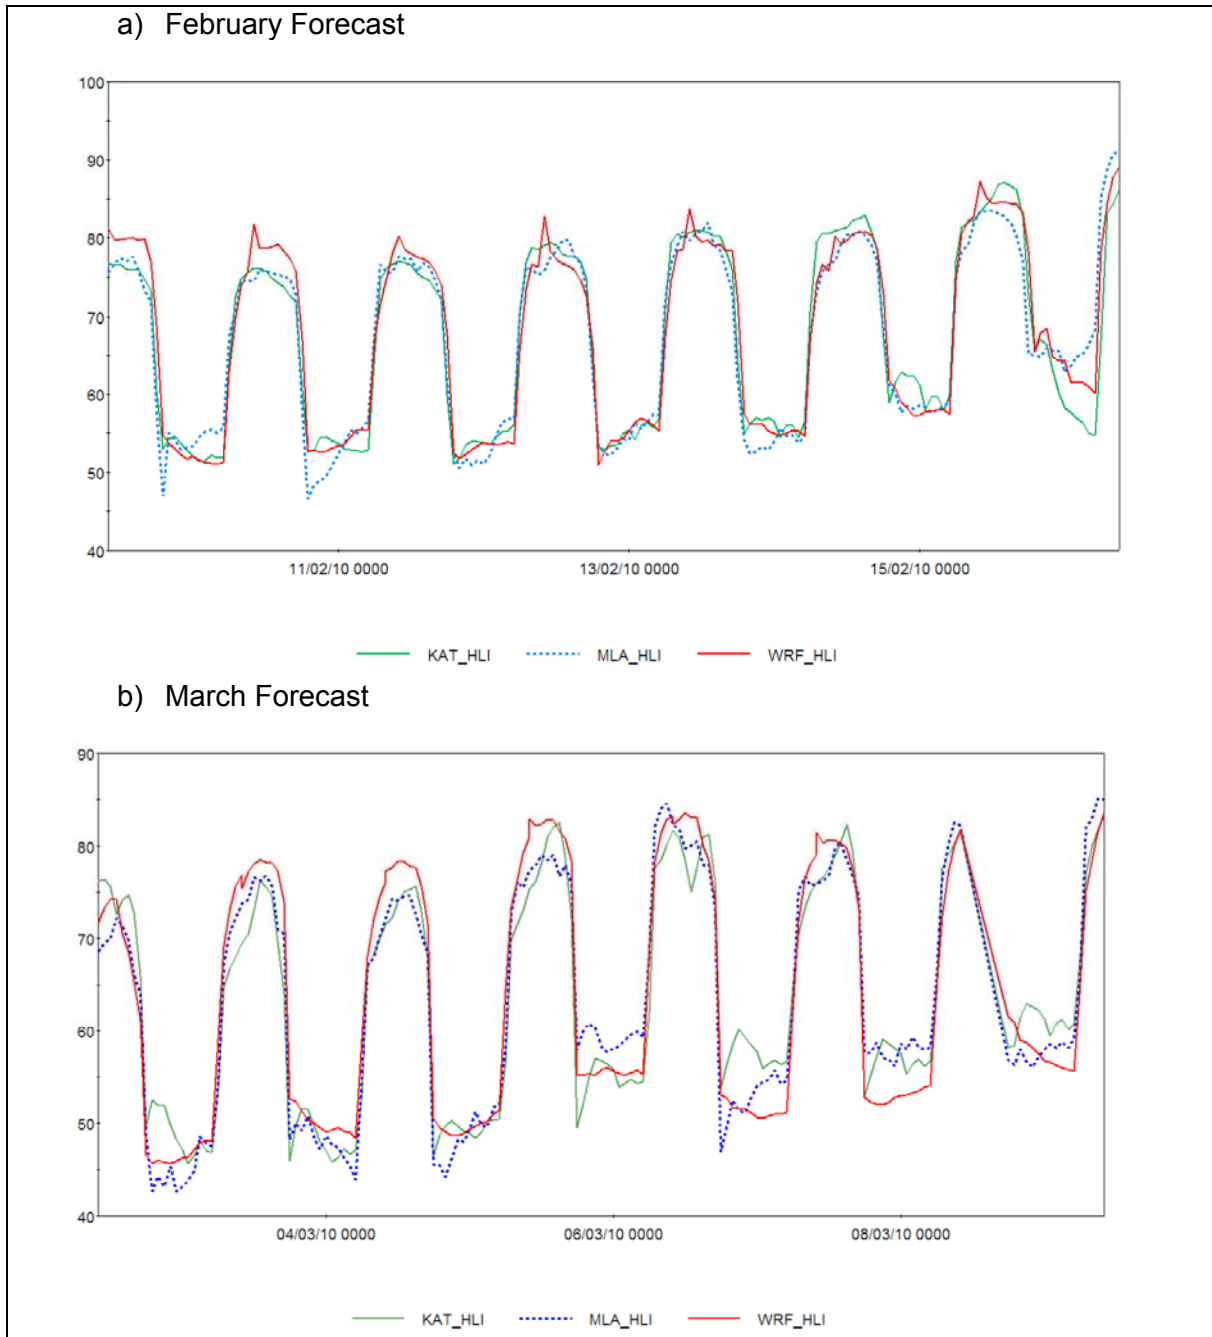 a) February Forecast
100
90
80
70
60
50
40
11/02/10 0000 13/02/10 0000 15/02/10 0000
KAT_HLI MLA_HLI WRF_HLI
b) March Forecast
90
80
70
60
50
40
04/03/10 0000 06/03/10 0000 08/03/10 0000
KAT_HLI MLA_HLI WRF_HLI